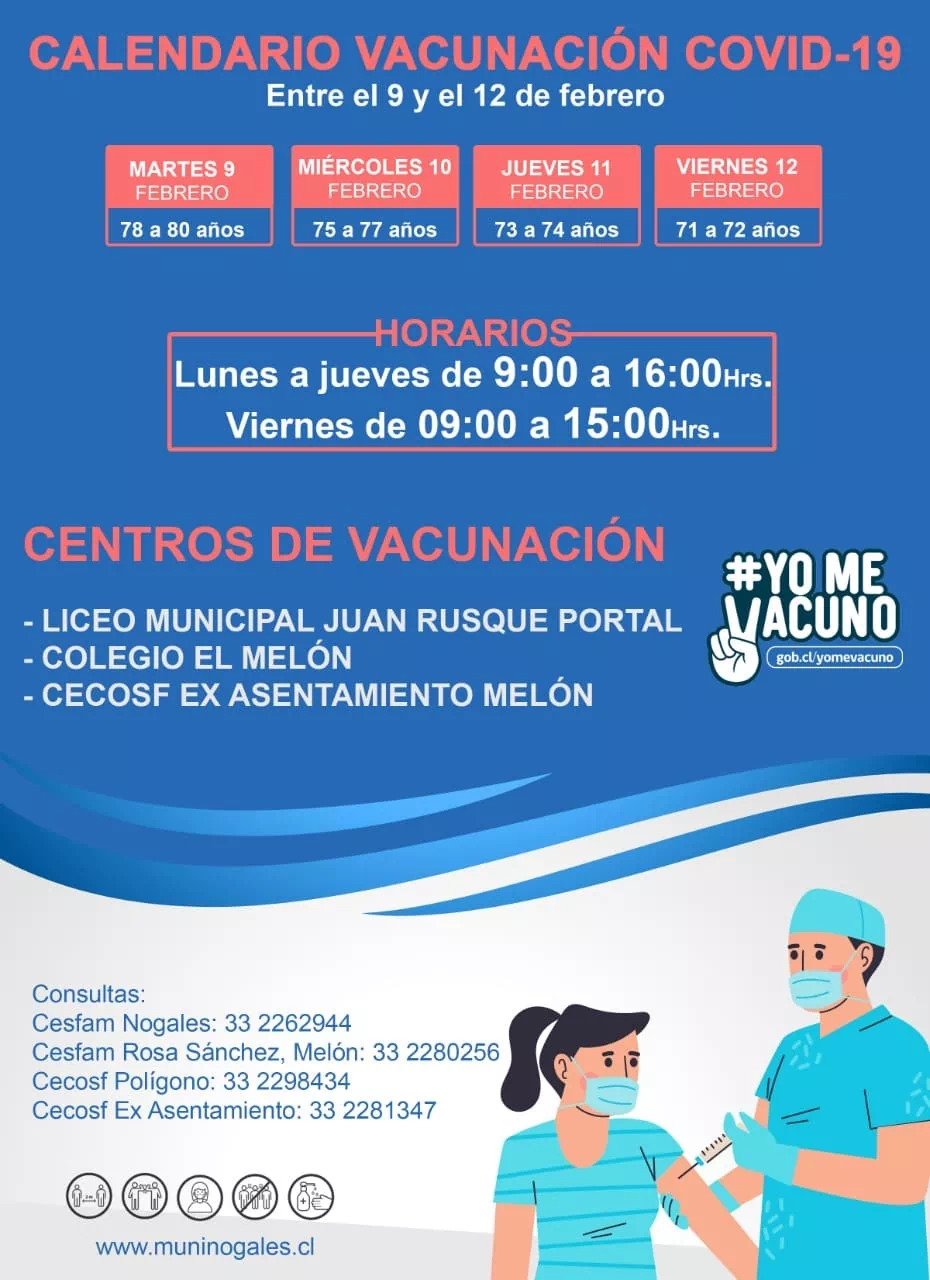 CALENDARIO VACUNACIÓN COVID-19
Entre el 9 y el 12 de febrero
MARTES 9
FEBRERO
78 a 80 años
MIÉRCOLES 10
FEBRERO
75 a 77 años
JUEVES 11
FEBRERO
73 a 74 años
VIERNES 12
FEBRERO
71 a 72 años
HORARIOS
Lunes a jueves de 9:00 a 16:00Hrs.
Viernes de 09:00 a 15:00Hrs.
CENTROS DE VACUNACIÓN
- LICEO MUNICIPAL JUAN RUSQUE PORTAL
- COLEGIO EL MELÓN
- CECOSF EX ASENTAMIENTO MELÓN
#YO ME
VACUNO
gob.cl/yomevacuno
Consultas:
Cesfam Nogales: 33 2262944
Cesfam Rosa Sánchez, Melón: 33 2280256
Cecosf Polígono: 33 2298434
Cecosf Ex Asentamiento: 33 2281347
www.muninogales.cl